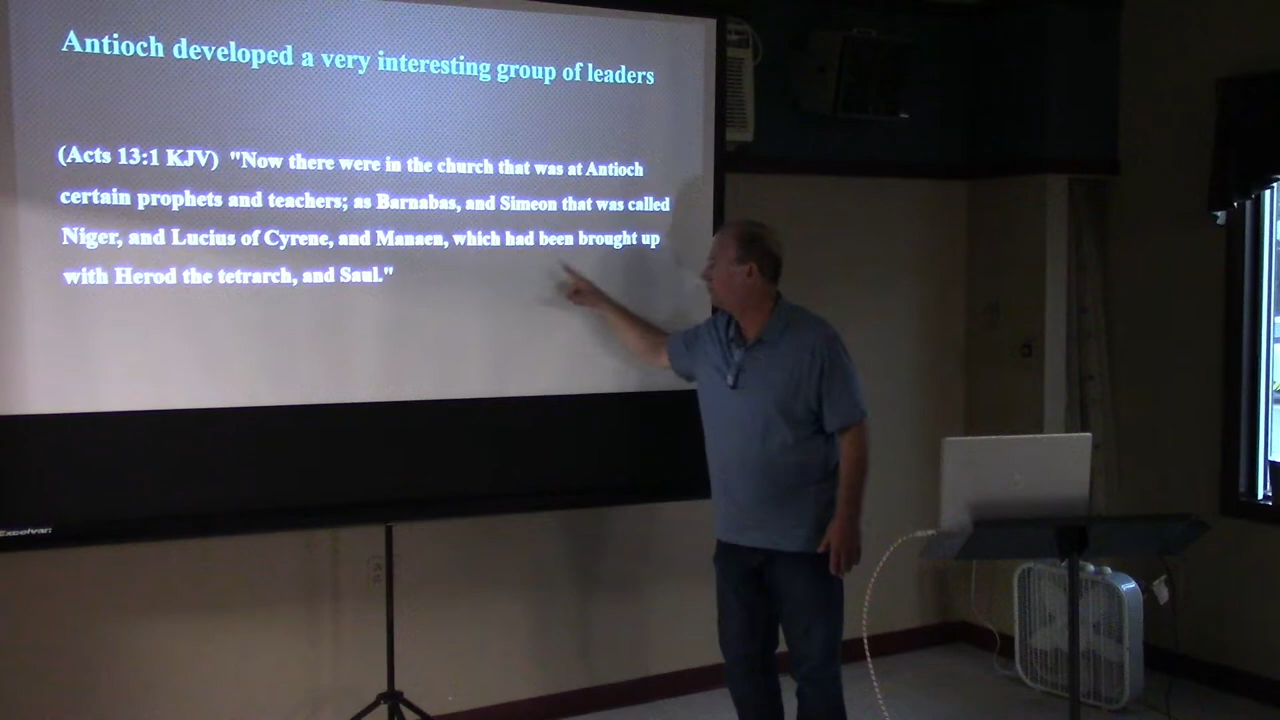 Antioch developed a very interesting group of leaders
(Acts 13:1 KJV) "Now there were in the church that was at Antioch
certain prophets and teachers; as Barnabas, and Simeon that was called
Niger, and Lucius of Cyrene, and Manaen, which had been brought up
with Herod the tetrarch, and Saul."